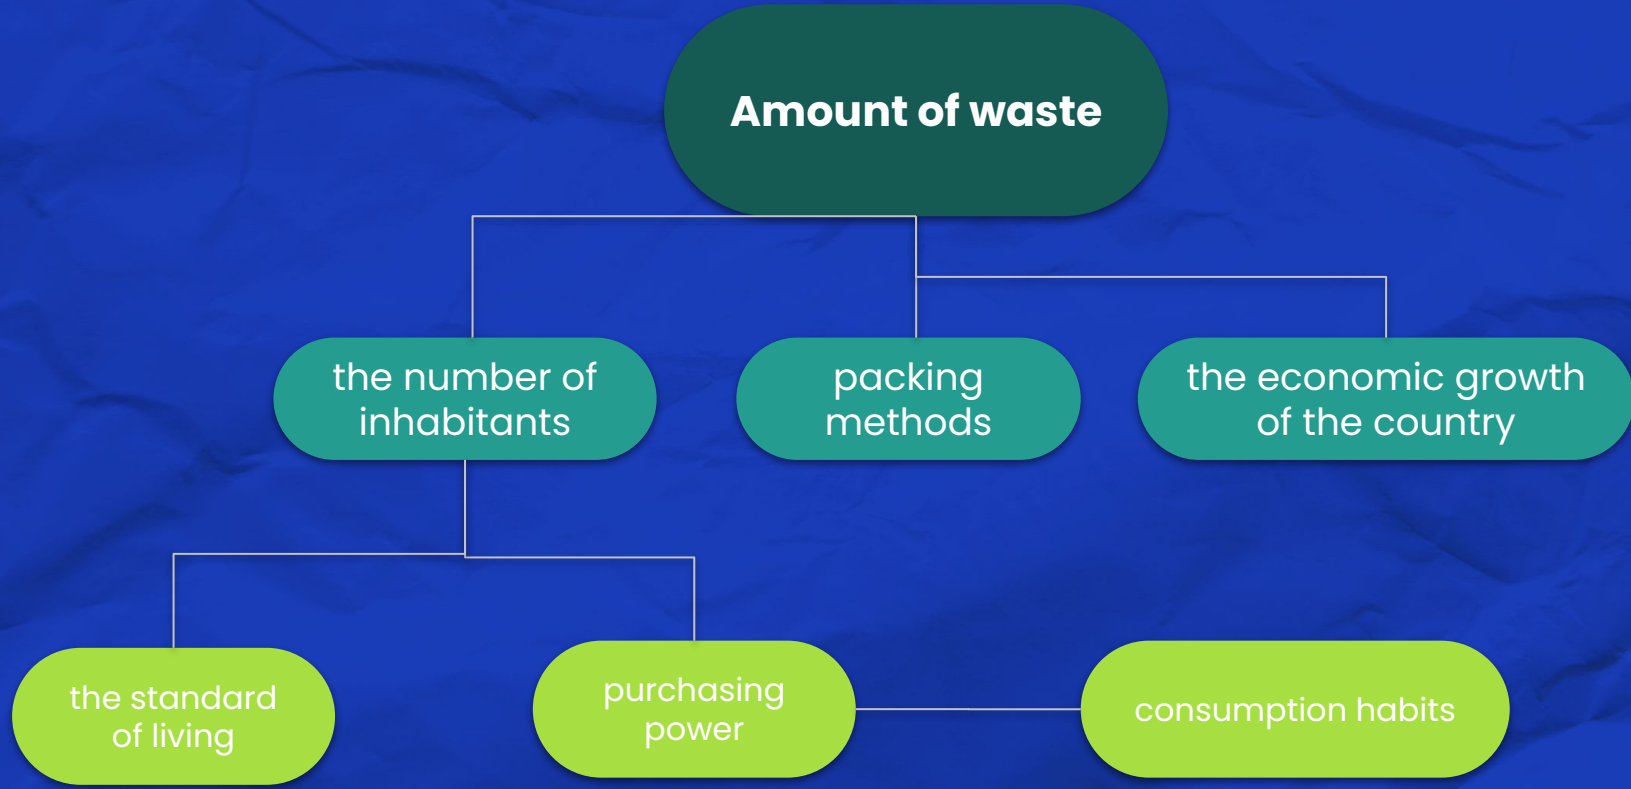 Amount of waste
the number of
inhabitants
packing
methods
the economic growth
of the country
the standard
of living
purchasing
power
consumption habits